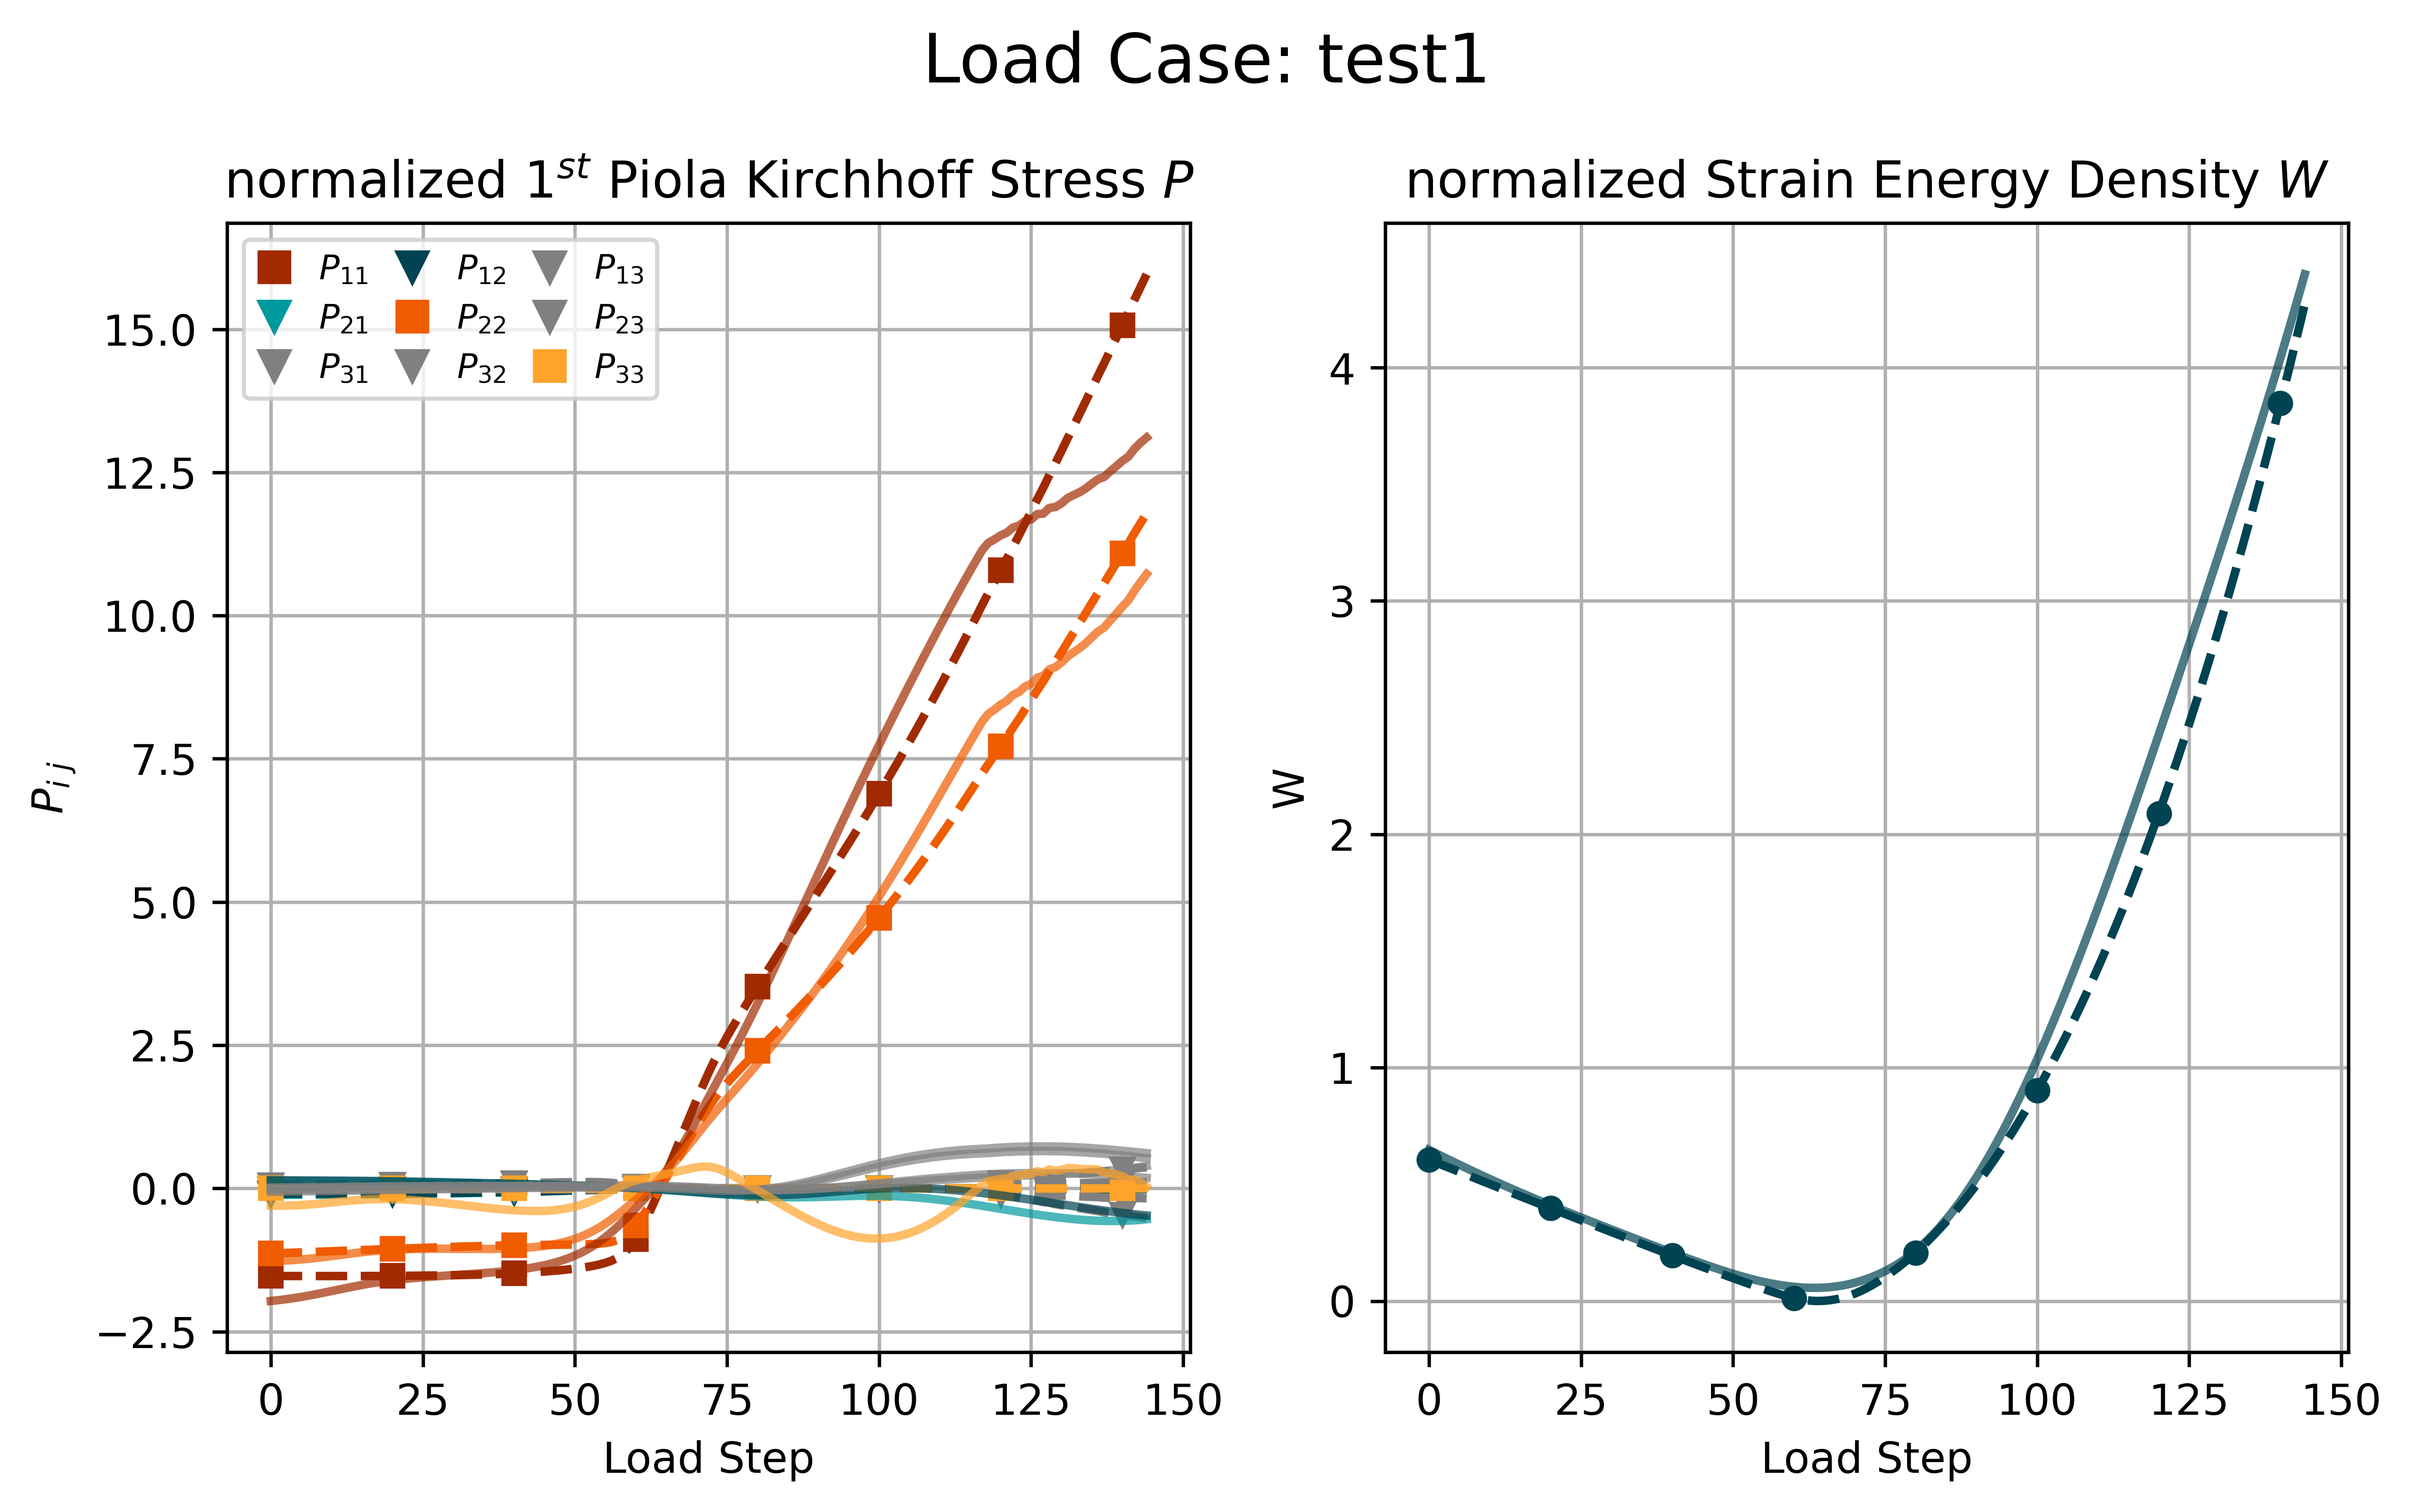 Load Case: test1
normalized 1st Piola Kirchhoff Stress P
P11 P12 P13
P21 P22 P23
P31 P32 P33
15.0
12.5
10.0
7.5
5.0
2.5
0.0
−2.5
Pi j
0 25 50 75 100 125 150
Load Step
normalized Strain Energy Density W
4
3
2
1
0
W
0 25 50 75 100 125 150
Load Step